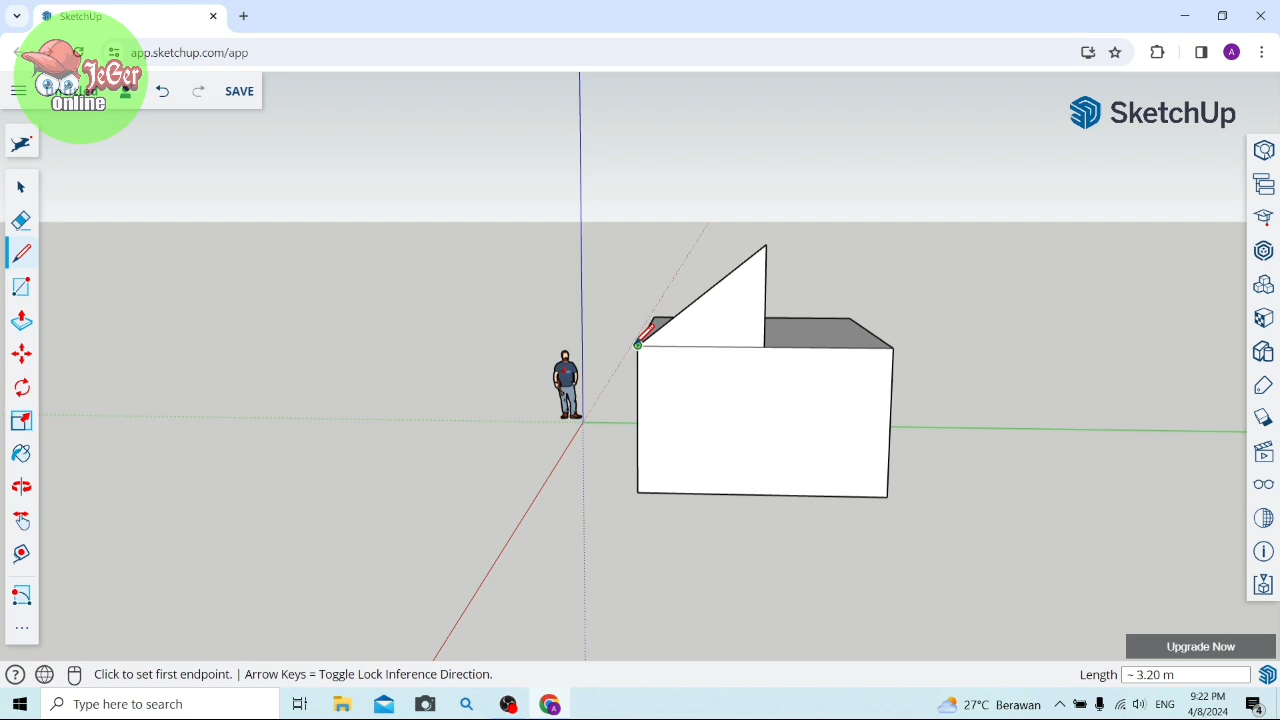 SketchUp
app.sketchup.com/app
A
JeGer
online
SAVE
SketchUp
Upgrade Now
Click to set first endpoint. | Arrow Keys = Toggle Lock Inference Direction.
Length
~ 3.20 m
Type here to search
27°C Berawan
ENG
9:22 PM
4/8/2024
4